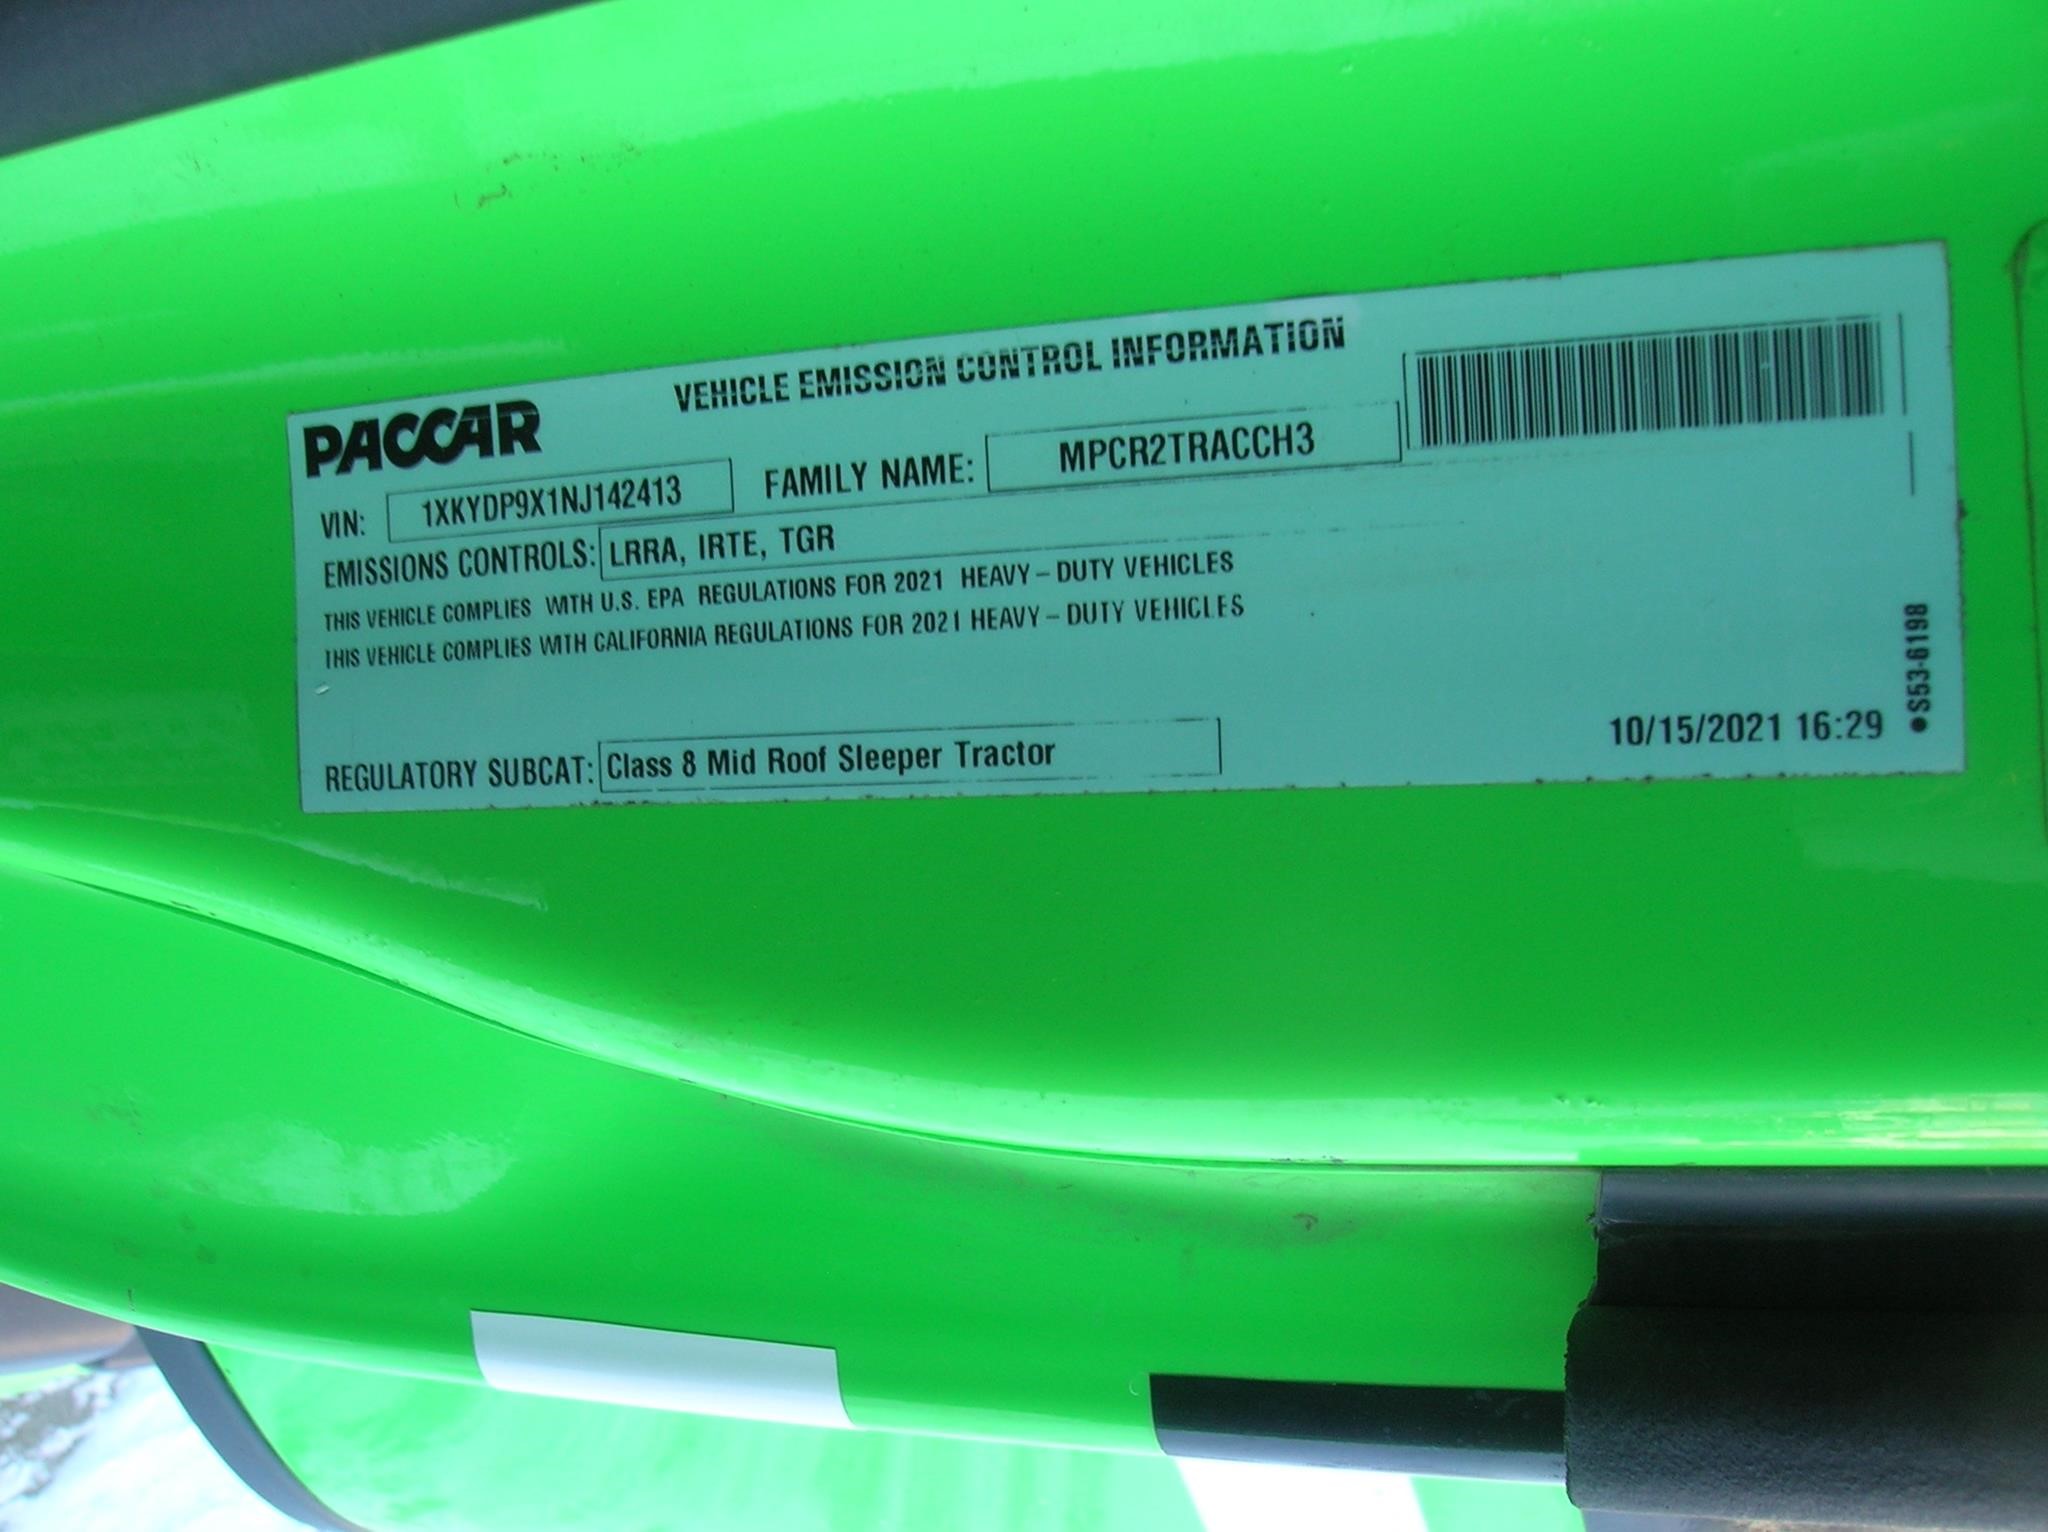 PACCAR
VEHICLE EMISSION CONTROL INFORMATION
VIN: 1XKYDP9X1NJ142413 FAMILY NAME: MPCR2TRACCH3
EMISSIONS CONTROLS: LRRA, IRTE, TGR
THIS VEHICLE COMPLIES WITH U.S. EPA REGULATIONS FOR 2021 HEAVY – DUTY VEHICLES
THIS VEHICLE COMPLIES WITH CALIFORNIA REGULATIONS FOR 2021 HEAVY – DUTY VEHICLES
REGULATORY SUBCAT: Class 8 Mid Roof Sleeper Tractor
10/15/2021 16:29
●S53-6198